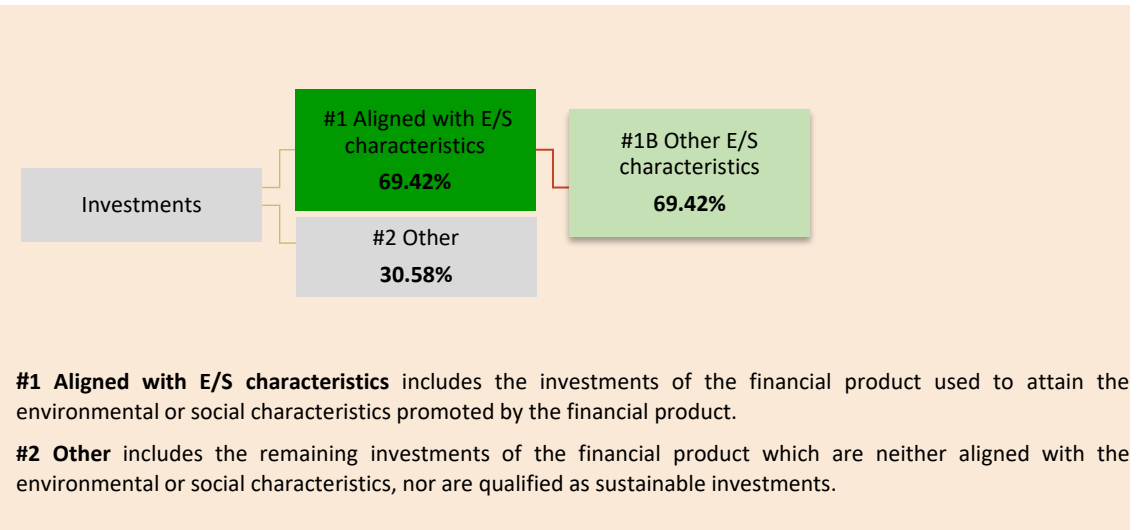 #1 Aligned with E/S
characteristics
69.42%
#1B Other E/S
characteristics
69.42%
Investments
#2 Other
30.58%
#1 Aligned with E/S characteristics includes the investments of the financial product used to attain the
environmental or social characteristics promoted by the financial product.
#2 Other includes the remaining investments of the financial product which are neither aligned with the
environmental or social characteristics, nor are qualified as sustainable investments.